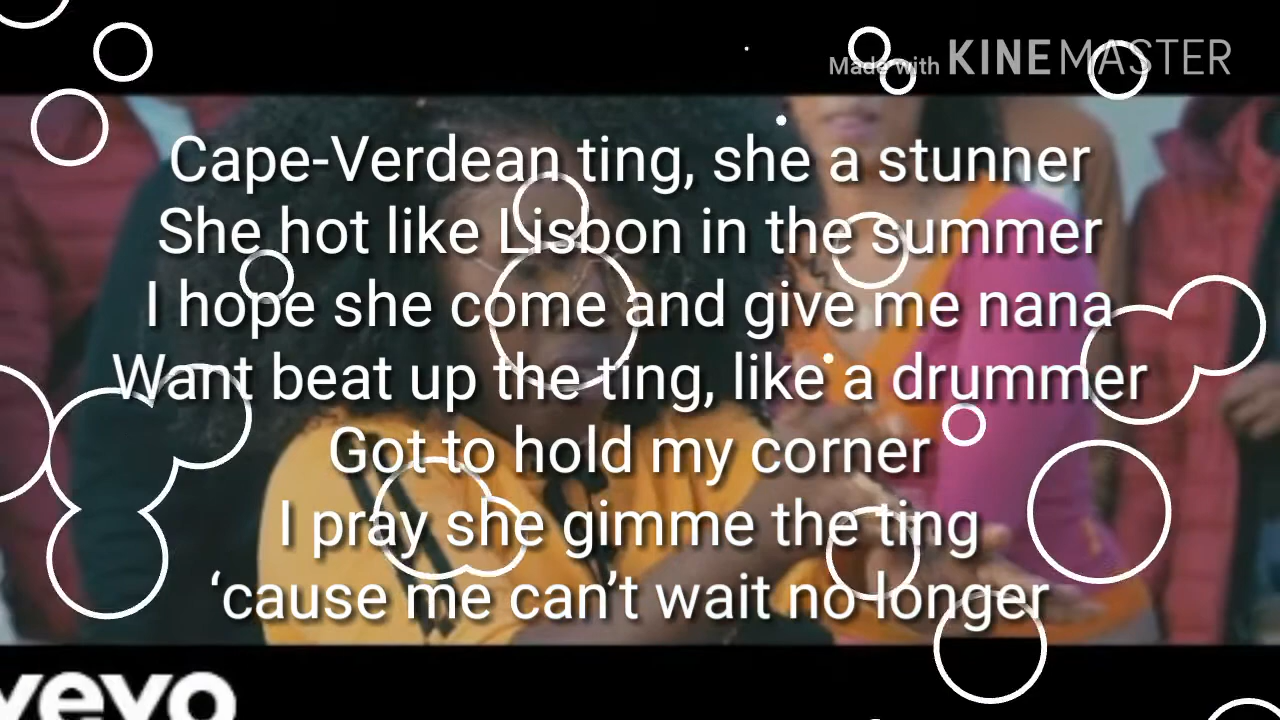 Made with KINEMASTER
Cape-Verdean ting, she a stunner
She hot like Lisbon in the summer
I hope she come and give me nana
Want beat up the ting, like a drummer
Got to hold my corner
I pray she gimme the ting
‘cause me can’t wait no longer
vevo